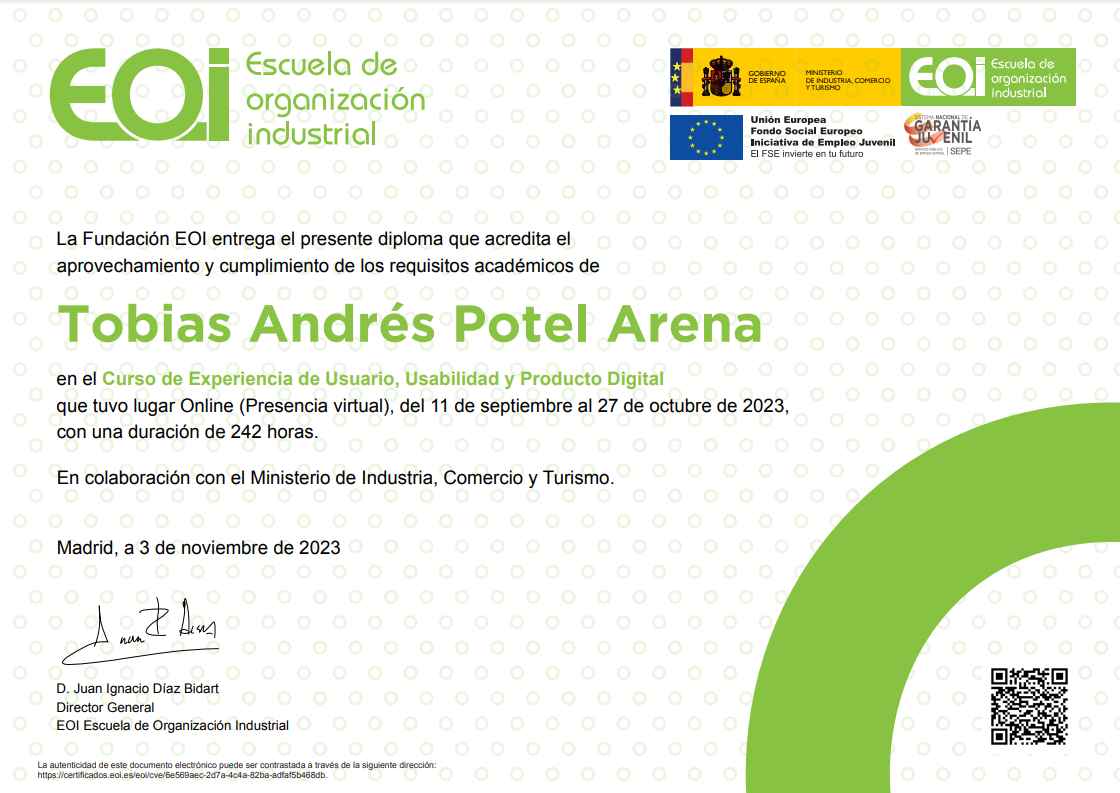 EOI Escuela de
organización
industrial
GOBIERNO
DE ESPAÑA
MINISTERIO
DE INDUSTRIA, COMERCIO
Y TURISMO
EOI Escuela de
organización
industrial
Unión Europea
Fondo Social Europeo
Iniciativa de Empleo Juvenil
El FSE invierte en tu futuro
SISTEMA NACIONAL DE
GARANTÍA
JUVENIL
SEPE
La Fundación EOI entrega el presente diploma que acredita el
aprovechamiento y cumplimiento de los requisitos académicos de
Tobias Andrés Potel Arena
en el Curso de Experiencia de Usuario, Usabilidad y Producto Digital
que tuvo lugar Online (Presencia virtual), del 11 de septiembre al 27 de octubre de 2023,
con una duración de 242 horas.
En colaboración con el Ministerio de Industria, Comercio y Turismo.
Madrid, a 3 de noviembre de 2023
D. Juan Ignacio Díaz Bidart
Director General
EOI Escuela de Organización Industrial
La autenticidad de este documento electrónico puede ser contrastada a través de la siguiente dirección:
https://certificados.eoi.es/eoi/cve/6e569aec-2d7a-4c4a-82ba-adfaf5b468db.